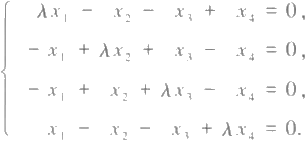 λx₁ − x₂ − x₃ + x₄ = 0,
− x₁ + λx₂ + x₃ − x₄ = 0,
− x₁ + x₂ + λx₃ − x₄ = 0,
x₁ − x₂ − x₃ + λx₄ = 0.